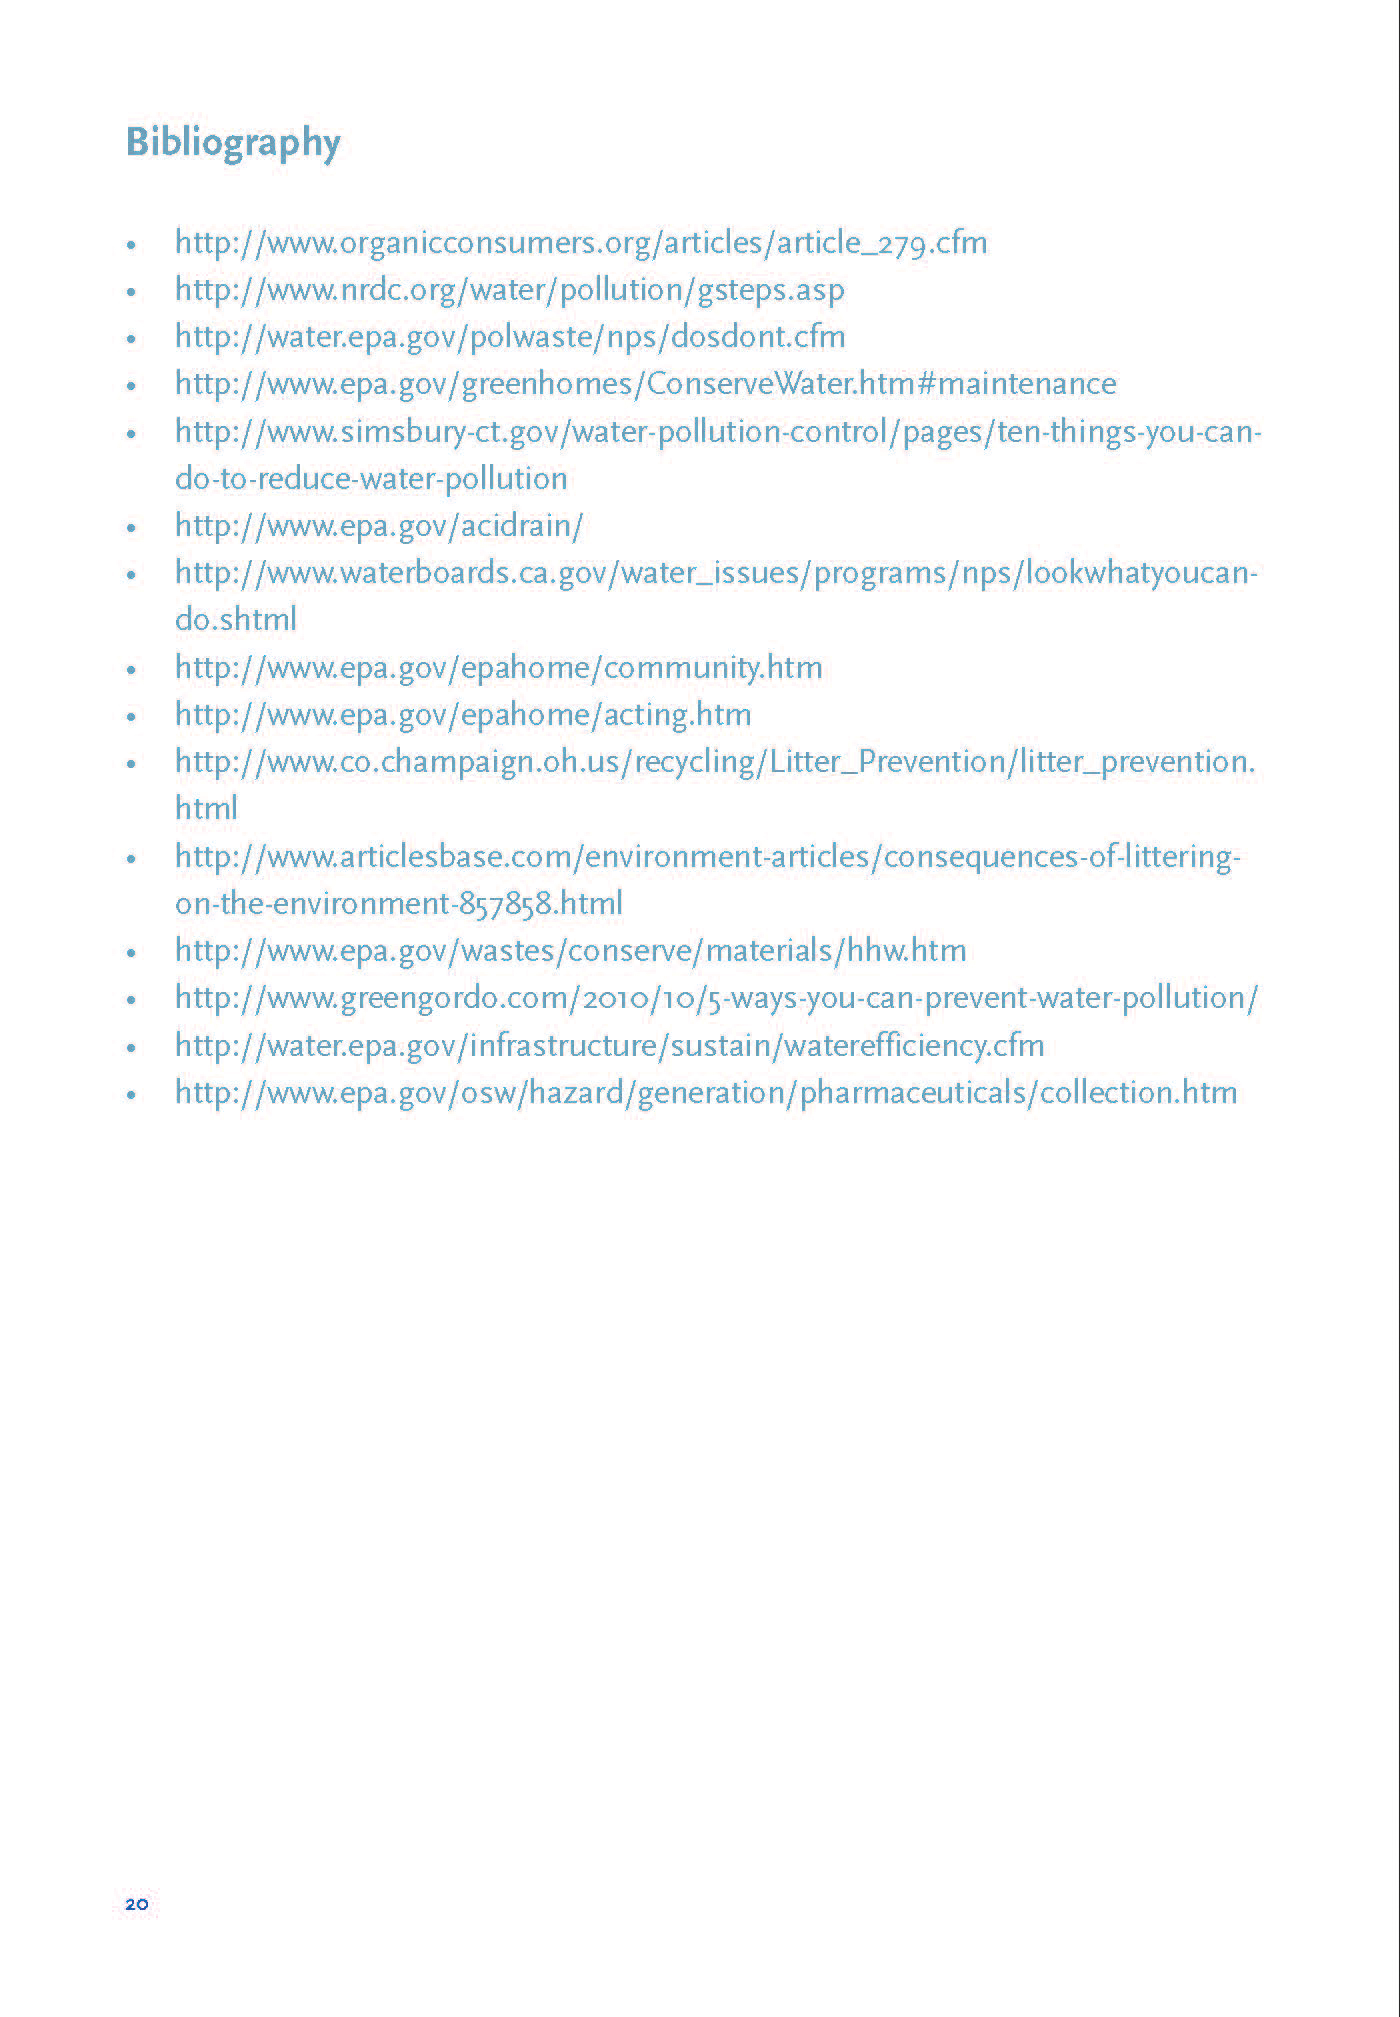 Bibliography
• http://www.organicconsumers.org/articles/article_279.cfm
• http://www.nrdc.org/water/pollution/gsteps.asp
• http://water.epa.gov/polwaste/nps/dosdont.cfm
• http://www.epa.gov/greenhomes/ConserveWater.htm#maintenance
• http://www.simsbury-ct.gov/water-pollution-control/pages/ten-things-you-can-
do-to-reduce-water-pollution
• http://www.epa.gov/acidrain/
• http://www.waterboards.ca.gov/water_issues/programs/nps/lookwhatyoucan-
do.shtml
• http://www.epa.gov/epahome/community.htm
• http://www.epa.gov/epahome/acting.htm
• http://www.co.champaign.oh.us/recycling/Litter_Prevention/litter_prevention.
html
• http://www.articlesbase.com/environment-articles/consequences-of-littering-
on-the-environment-857858.html
• http://www.epa.gov/wastes/conserve/materials/hhw.htm
• http://www.greengordo.com/2010/10/5-ways-you-can-prevent-water-pollution/
• http://water.epa.gov/infrastructure/sustain/waterefficiency.cfm
• http://www.epa.gov/osw/hazard/generation/pharmaceuticals/collection.htm
20